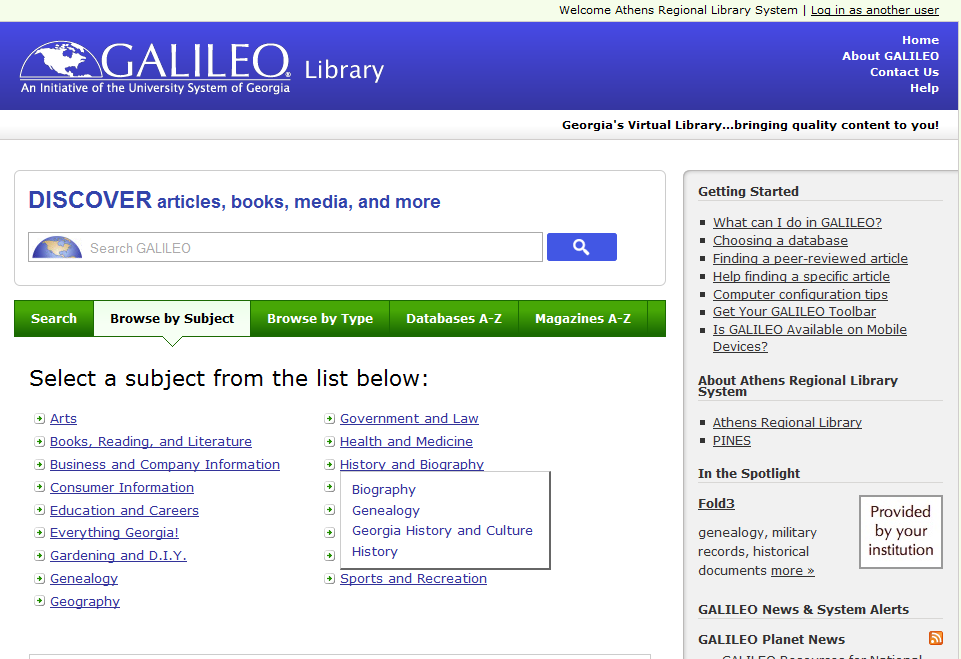 Welcome Athens Regional Library System | Log in as another user
GALILEO® Library
An Initiative of the University System of Georgia
Home
About GALILEO
Contact Us
Help
Georgia's Virtual Library...bringing quality content to you!
DISCOVER articles, books, media, and more
Search GALILEO
Search
Browse by Subject
Browse by Type
Databases A-Z
Magazines A-Z
Select a subject from the list below:
Arts
Books, Reading, and Literature
Business and Company Information
Consumer Information
Education and Careers
Everything Georgia!
Gardening and D.I.Y.
Genealogy
Geography
Government and Law
Health and Medicine
History and Biography
Biography
Genealogy
Georgia History and Culture
History
Sports and Recreation
Getting Started
What can I do in GALILEO?
Choosing a database
Finding a peer-reviewed article
Help finding a specific article
Computer configuration tips
Get Your GALILEO Toolbar
Is GALILEO Available on Mobile
Devices?
About Athens Regional Library
System
Athens Regional Library
PINES
In the Spotlight
Fold3
genealogy, military
records, historical
documents more »
Provided
by your
institution
GALILEO News & System Alerts
GALILEO Planet News
GALILEO Resources for National